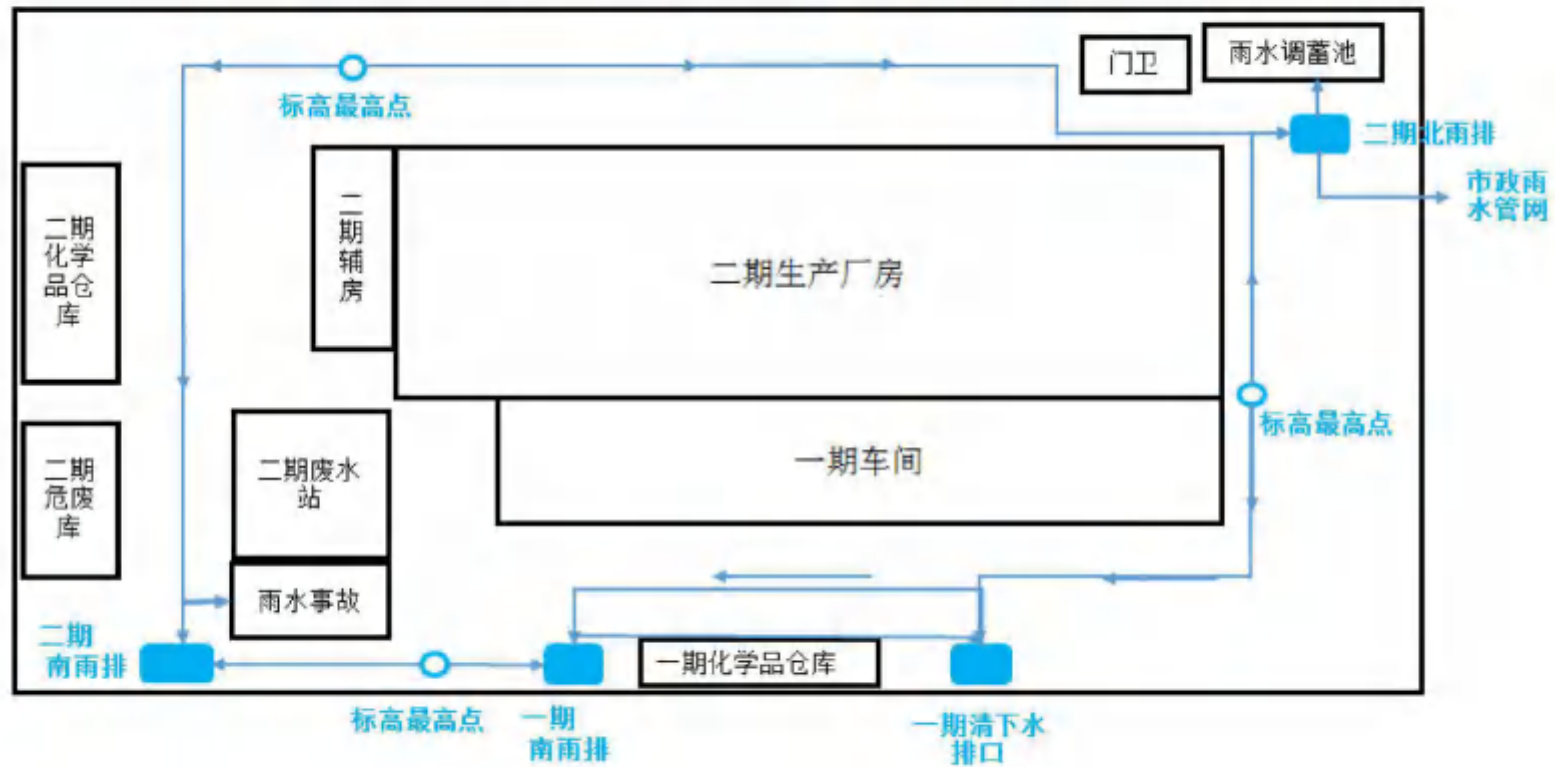 门卫
雨水调蓄池
标高最高点
二期北雨排
市政雨
水管网
二期
化学
品仓
库
二
期
辅
房
二期生产厂房
标高最高点
二期
危废
库
二期废水
站
一期车间
雨水事故
二期
南雨排
一期化学品仓库
标高最高点
一期
南雨排
一期清下水
排口